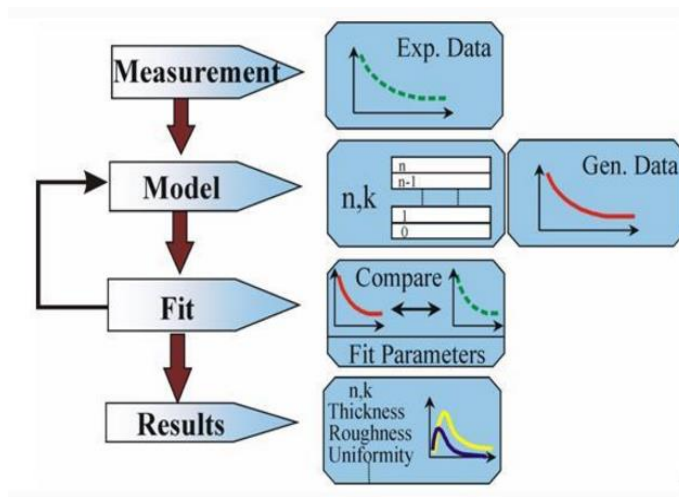 Measurement
Exp. Data
Model
n,k
n
n-1
1
0
Gen. Data
Fit
Compare
Fit Parameters
Results
n,k
Thickness
Roughness
Uniformity